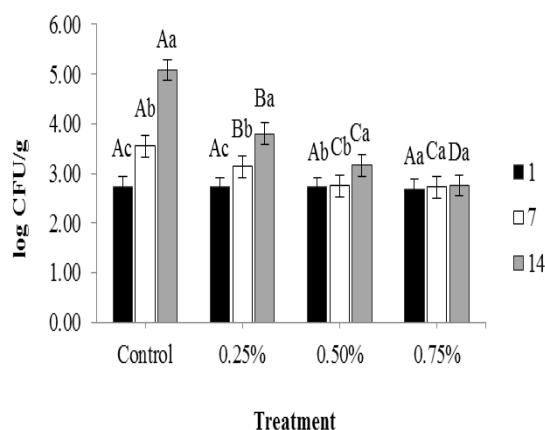 6.00
5.00
4.00
3.00
2.00
1.00
0.00
log CFU/g
Ac Ab Aa
Ac Bb Ba
Ab Cb Ca
Aa Ca Da
Control 0.25% 0.50% 0.75%
Treatment
1
7
14